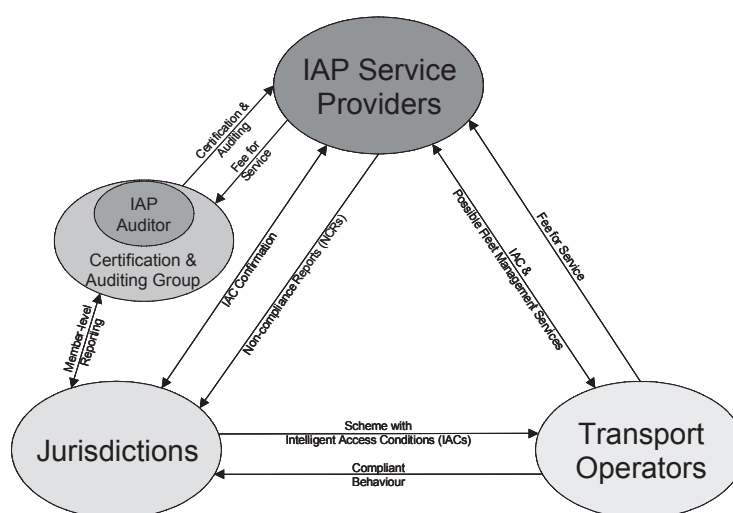 IAP Service
Providers
Certification &
Auditing
Fee for
Service
IAP
Auditor
Certification &
Auditing Group
Member-level
Reporting
IAC Confirmation
Non-compliance Reports (NCRs)
IAC &
Possible Fleet Management Services
Fee for Service
Jurisdictions
Scheme with
Intelligent Access Conditions (IACs)
Compliant
Behaviour
Transport
Operators